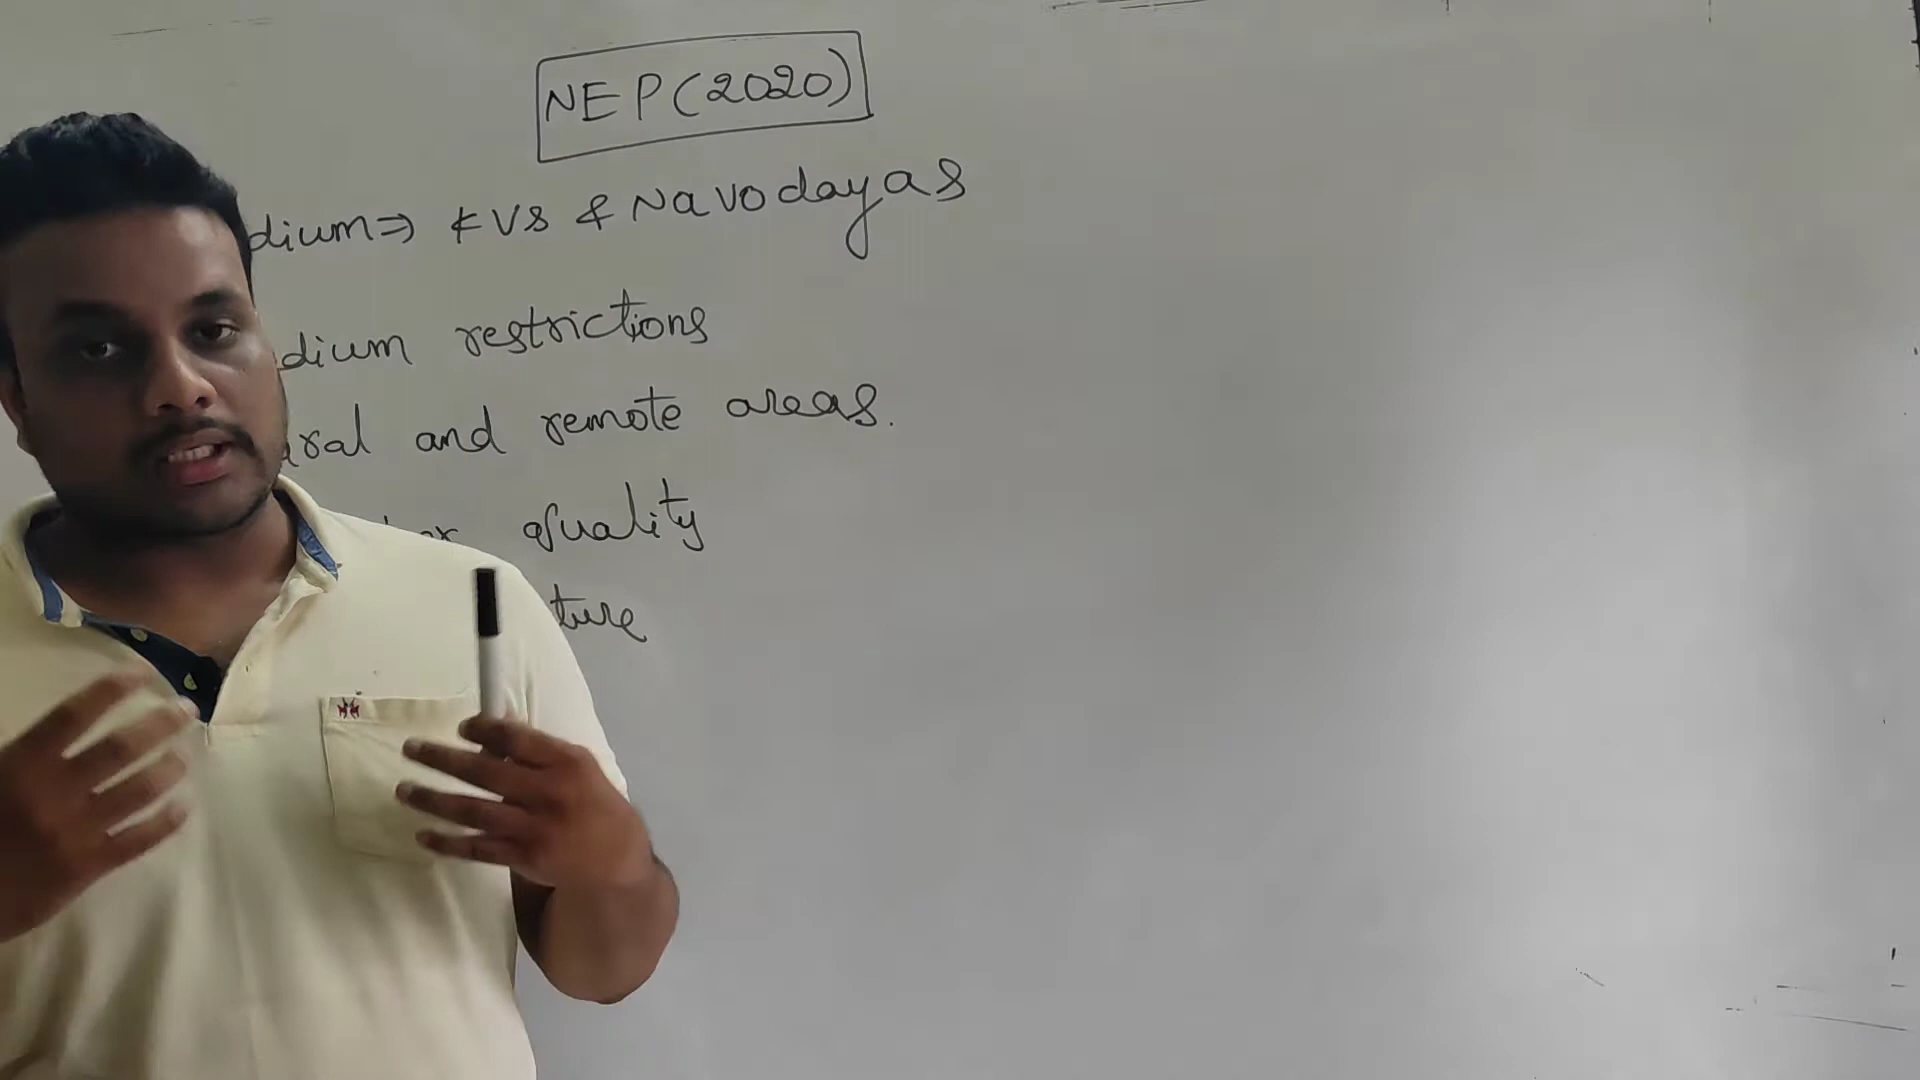 NEP (2020)
dium ⇒ KVs & Navodayas
dium restrictions
ral and remote areas.
quality
ture